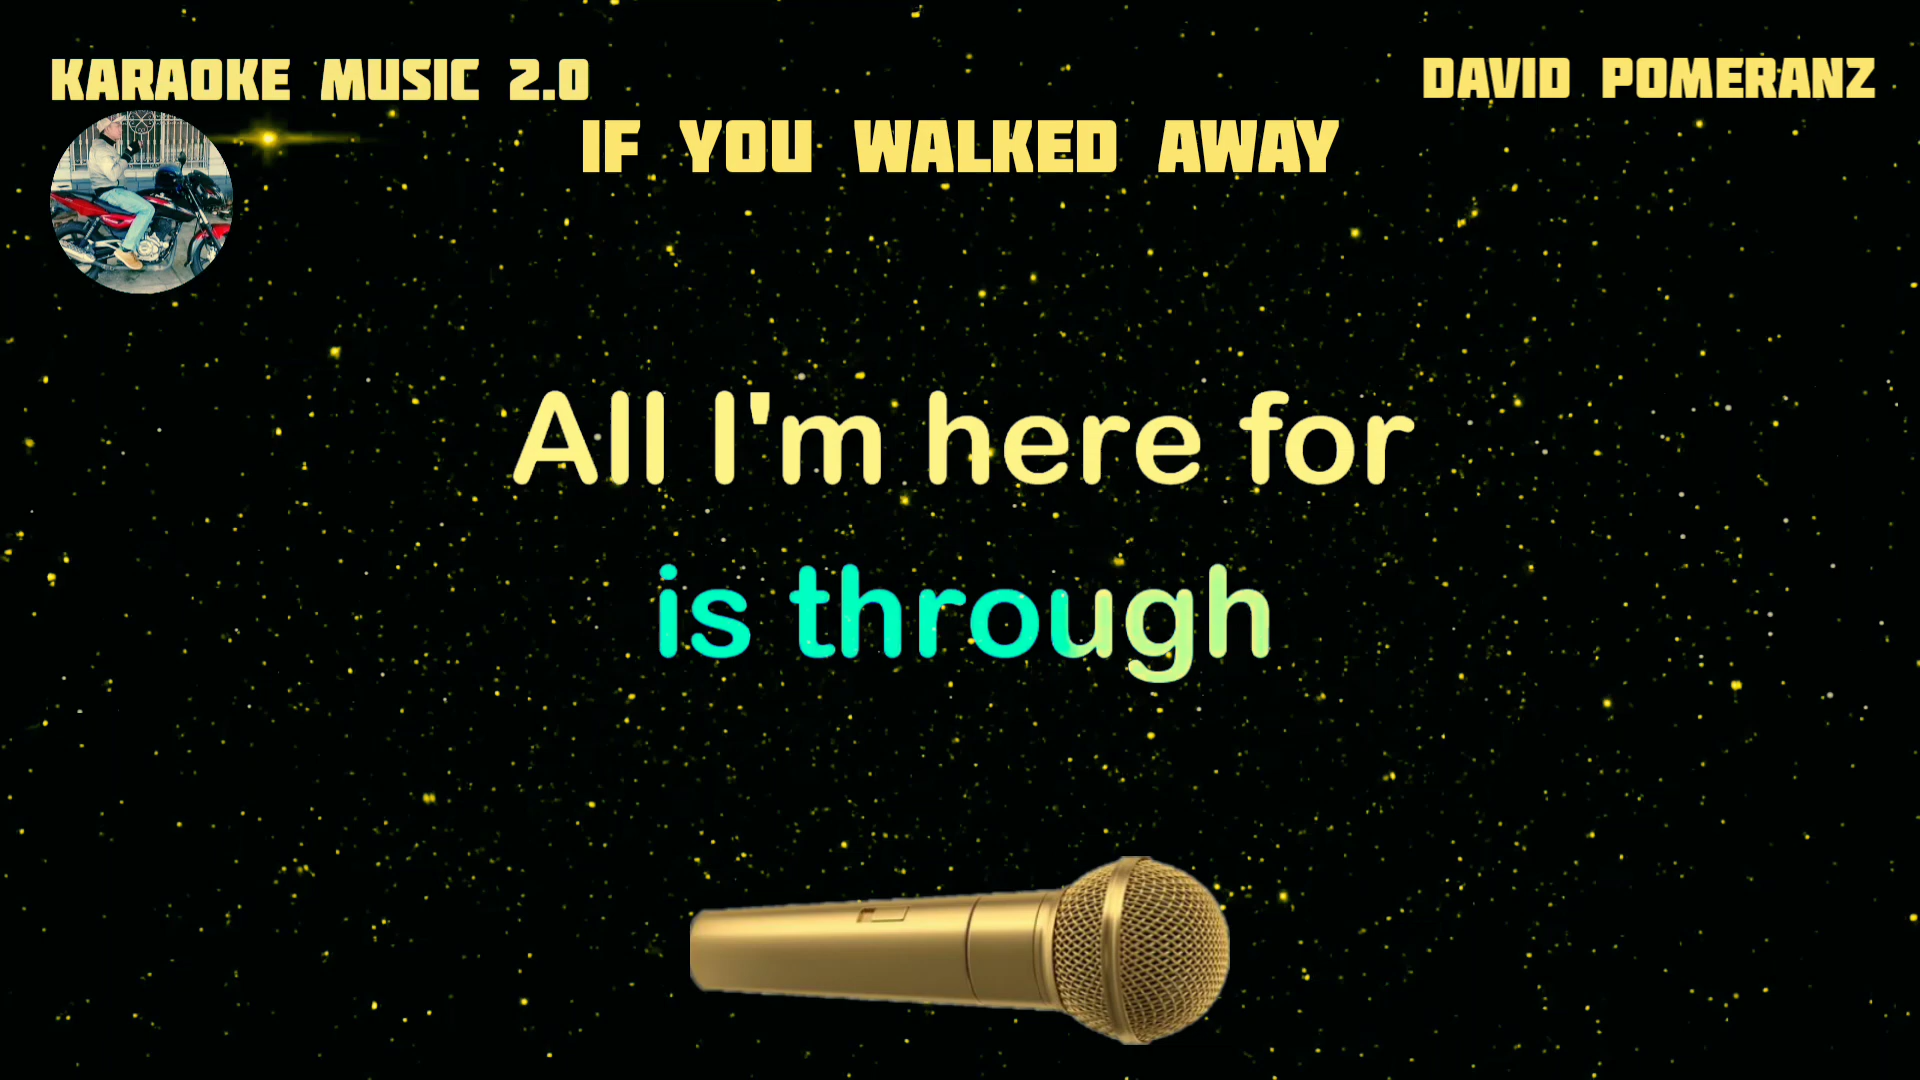 KARAOKE MUSIC 2.0
DAVID POMERANZ
IF YOU WALKED AWAY
All I'm here for
is through